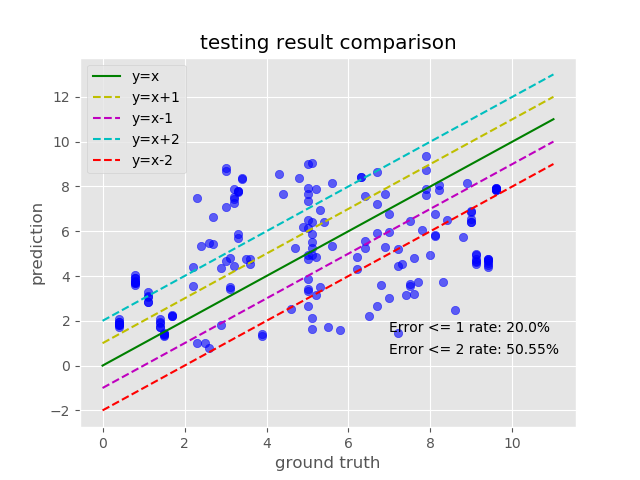 testing result comparison
y=x
y=x+1
y=x-1
y=x+2
y=x-2
12
10
8
6
4
2
0
−2
prediction
Error <= 1 rate: 20.0%
Error <= 2 rate: 50.55%
0
2
4
6
8
10
ground truth